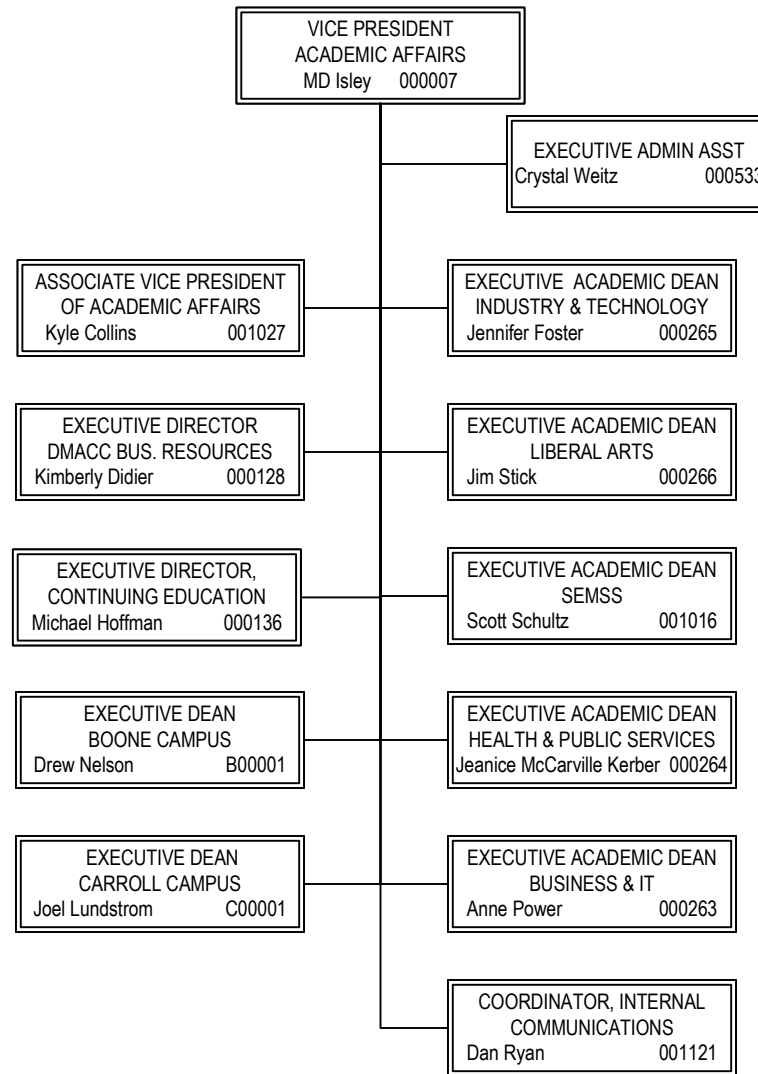 VICE PRESIDENT
ACADEMIC AFFAIRS
MD Isley 000007
EXECUTIVE ADMIN ASST
Crystal Weitz 000533
ASSOCIATE VICE PRESIDENT
OF ACADEMIC AFFAIRS
Kyle Collins 001027
EXECUTIVE ACADEMIC DEAN
INDUSTRY & TECHNOLOGY
Jennifer Foster 000265
EXECUTIVE DIRECTOR
DMACC BUS. RESOURCES
Kimberly Didier 000128
EXECUTIVE ACADEMIC DEAN
LIBERAL ARTS
Jim Stick 000266
EXECUTIVE DIRECTOR,
CONTINUING EDUCATION
Michael Hoffman 000136
EXECUTIVE ACADEMIC DEAN
SEMSS
Scott Schultz 001016
EXECUTIVE DEAN
BOONE CAMPUS
Drew Nelson B00001
EXECUTIVE ACADEMIC DEAN
HEALTH & PUBLIC SERVICES
Jeanice McCarville Kerber 000264
EXECUTIVE DEAN
CARROLL CAMPUS
Joel Lundstrom C00001
EXECUTIVE ACADEMIC DEAN
BUSINESS & IT
Anne Power 000263
COORDINATOR, INTERNAL
COMMUNICATIONS
Dan Ryan 001121